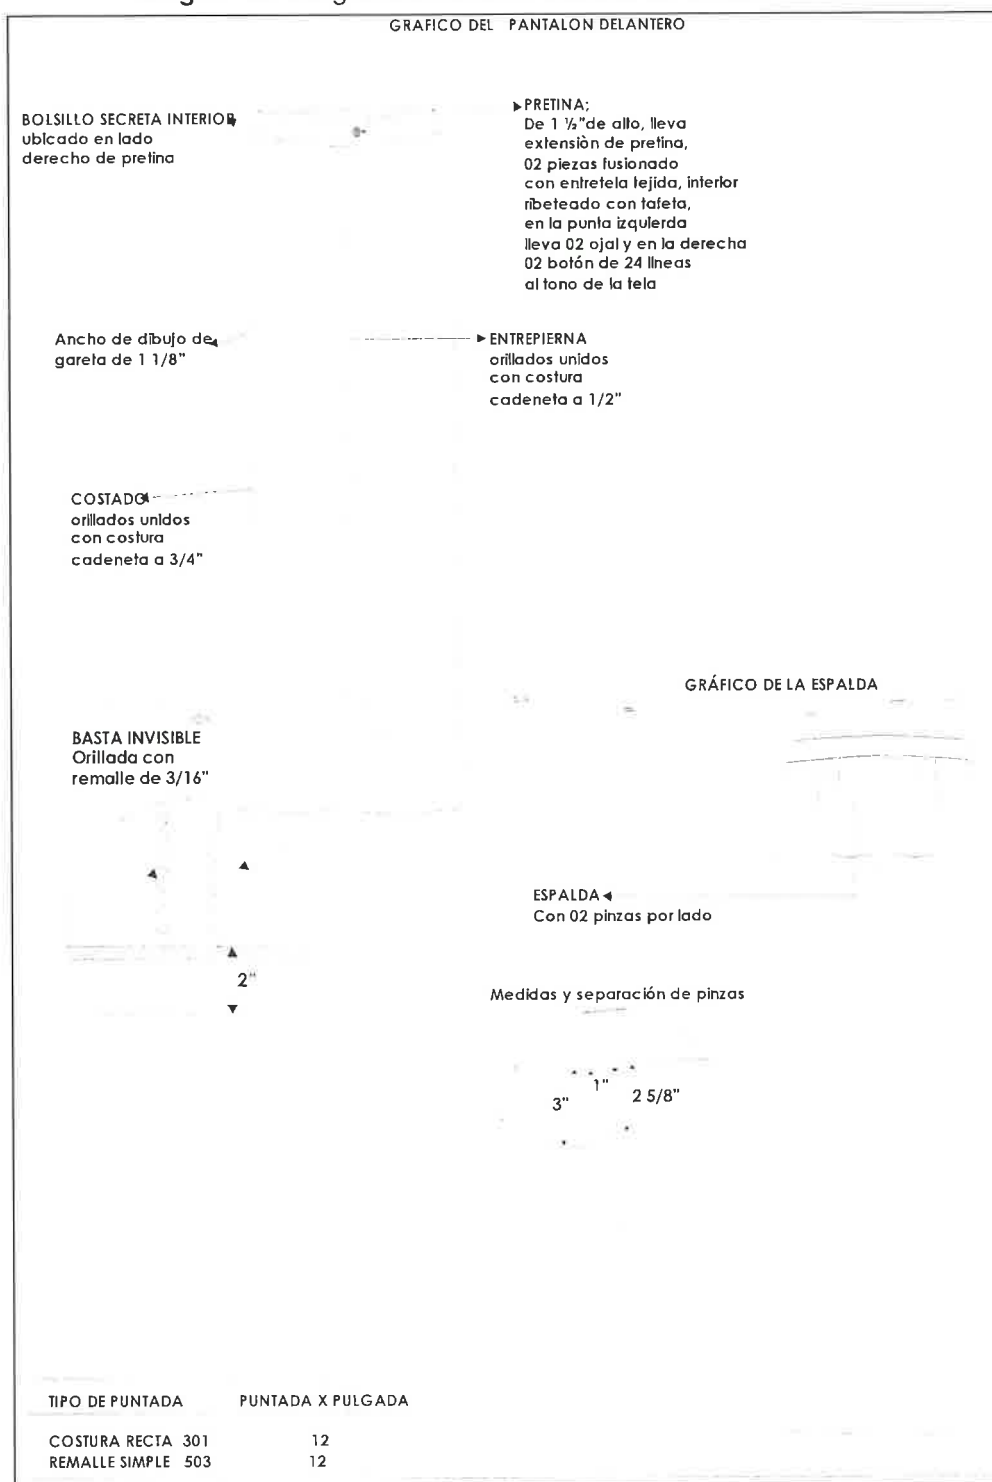 GRAFICO DEL PANTALON DELANTERO
BOLSILLO SECRETA INTERIOR
ubicado en lado
derecho de pretina
PRETINA;
De 1 ½"de alto, lleva
extensiòn de pretina,
02 piezas fusionado
con entretela tejida, interior
ribeteado con tafeta,
en la punta izquierda
lleva 02 ojal y en la derecha
02 botón de 24 lineas
al tono de la tela
Ancho de dibujo de
gareta de 1 1/8"
ENTREPIERNA
orillados unidos
con costura
cadeneta a 1/2"
COSTADO
orillados unidos
con costura
cadeneta a 3/4"
GRÁFICO DE LA ESPALDA
BASTA INVISIBLE
Orillada con
remalle de 3/16"
ESPALDA
Con 02 pinzas por lado
2"
Medidas y separación de pinzas
1"
3"
2 5/8"
TIPO DE PUNTADA PUNTADA X PULGADA
COSTURA RECTA 301 12
REMALLE SIMPLE 503 12